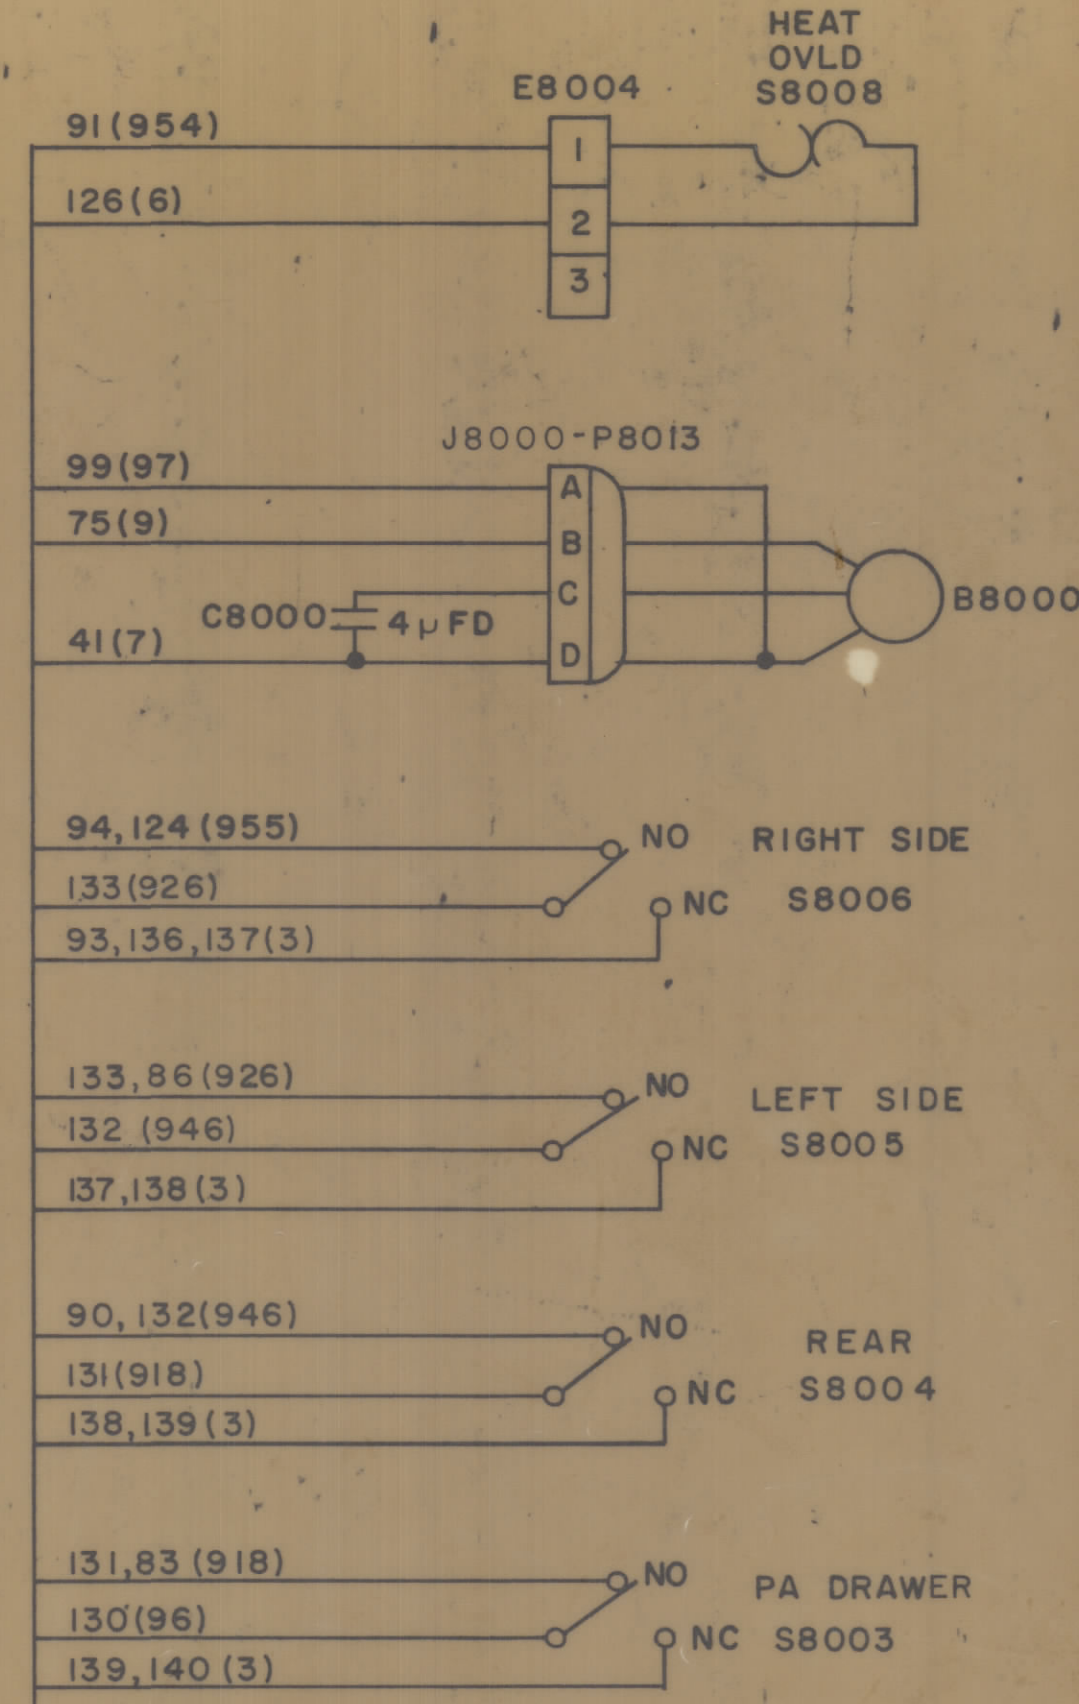 HEAT
OVLD
S8008
E8004
91(954)
1
126(6)
2
3
J8000-P8013
99(97)
A
75(9)
B
C8000 4µFD
C
B8000
41(7)
D
94,124(955)
NO RIGHT SIDE
133(926)
NC S8006
93,136,137(3)
133,86(926)
NO LEFT SIDE
132 (946)
NC S8005
137,138(3)
90,132(946)
NO REAR
131(918)
NC S8004
138,139(3)
131,83(918)
NO PA DRAWER
130(96)
NC S8003
139,140(3)